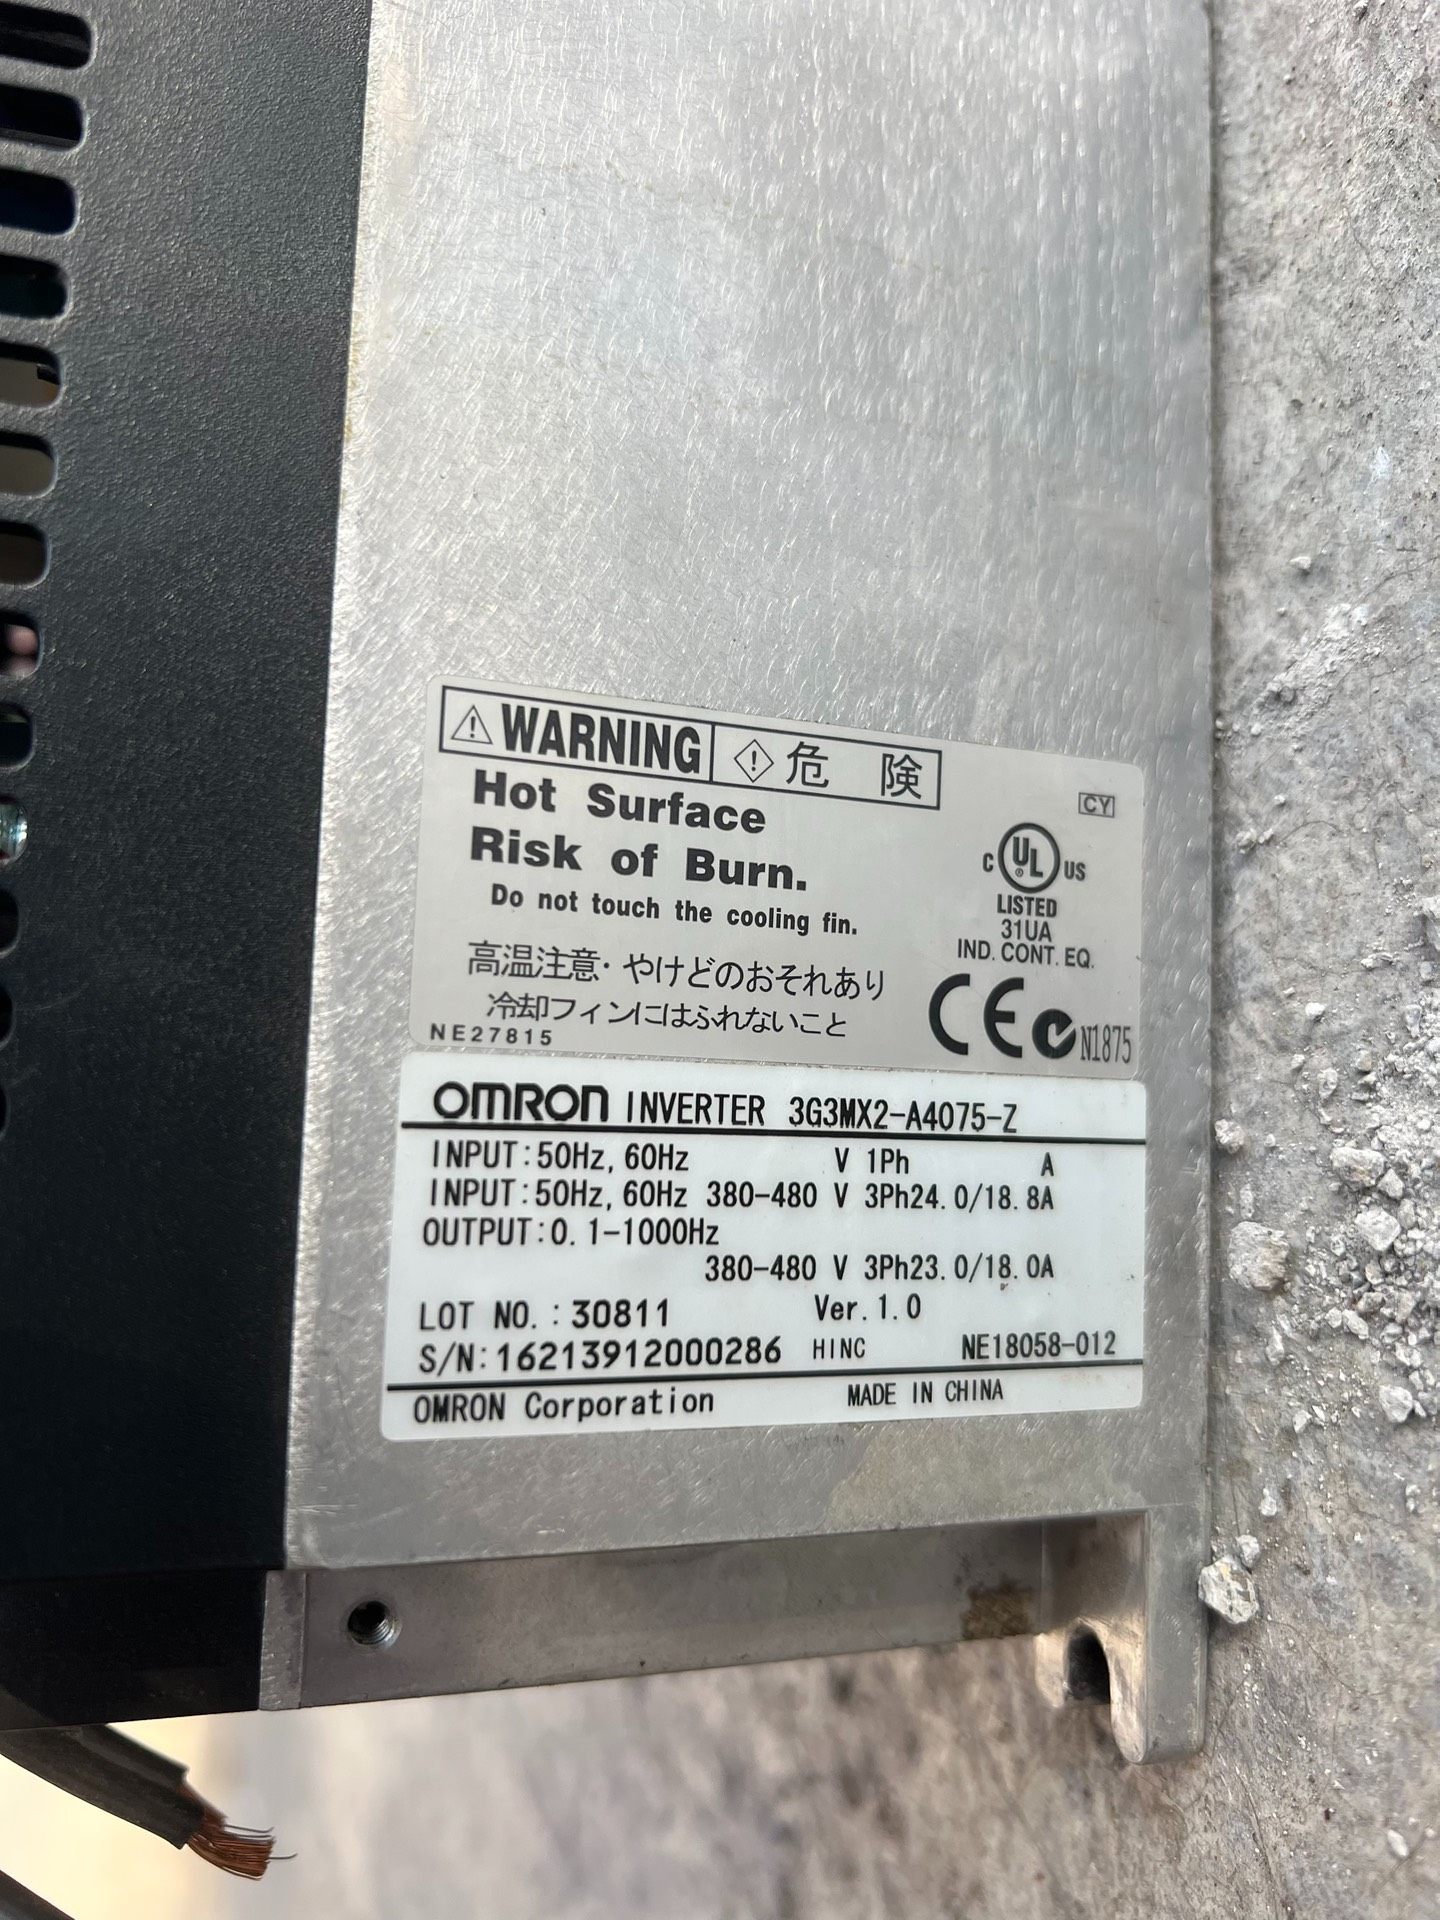 WARNING 危 険
Hot Surface
Risk of Burn.
Do not touch the cooling fin.
高温注意・やけどのおそれあり
冷却フィンにはふれないこと
NE27815
CY
C UL US
LISTED
31UA
IND. CONT. EQ.
CE N1875
OMRON INVERTER 3G3MX2-A4075-Z
INPUT:50Hz, 60Hz V 1Ph A
INPUT:50Hz, 60Hz 380-480 V 3Ph24.0/18.8A
OUTPUT:0.1-1000Hz
380-480 V 3Ph23.0/18.0A
LOT NO.:30811 Ver.1.0
S/N:16213912000286 HINC NE18058-012
OMRON Corporation MADE IN CHINA